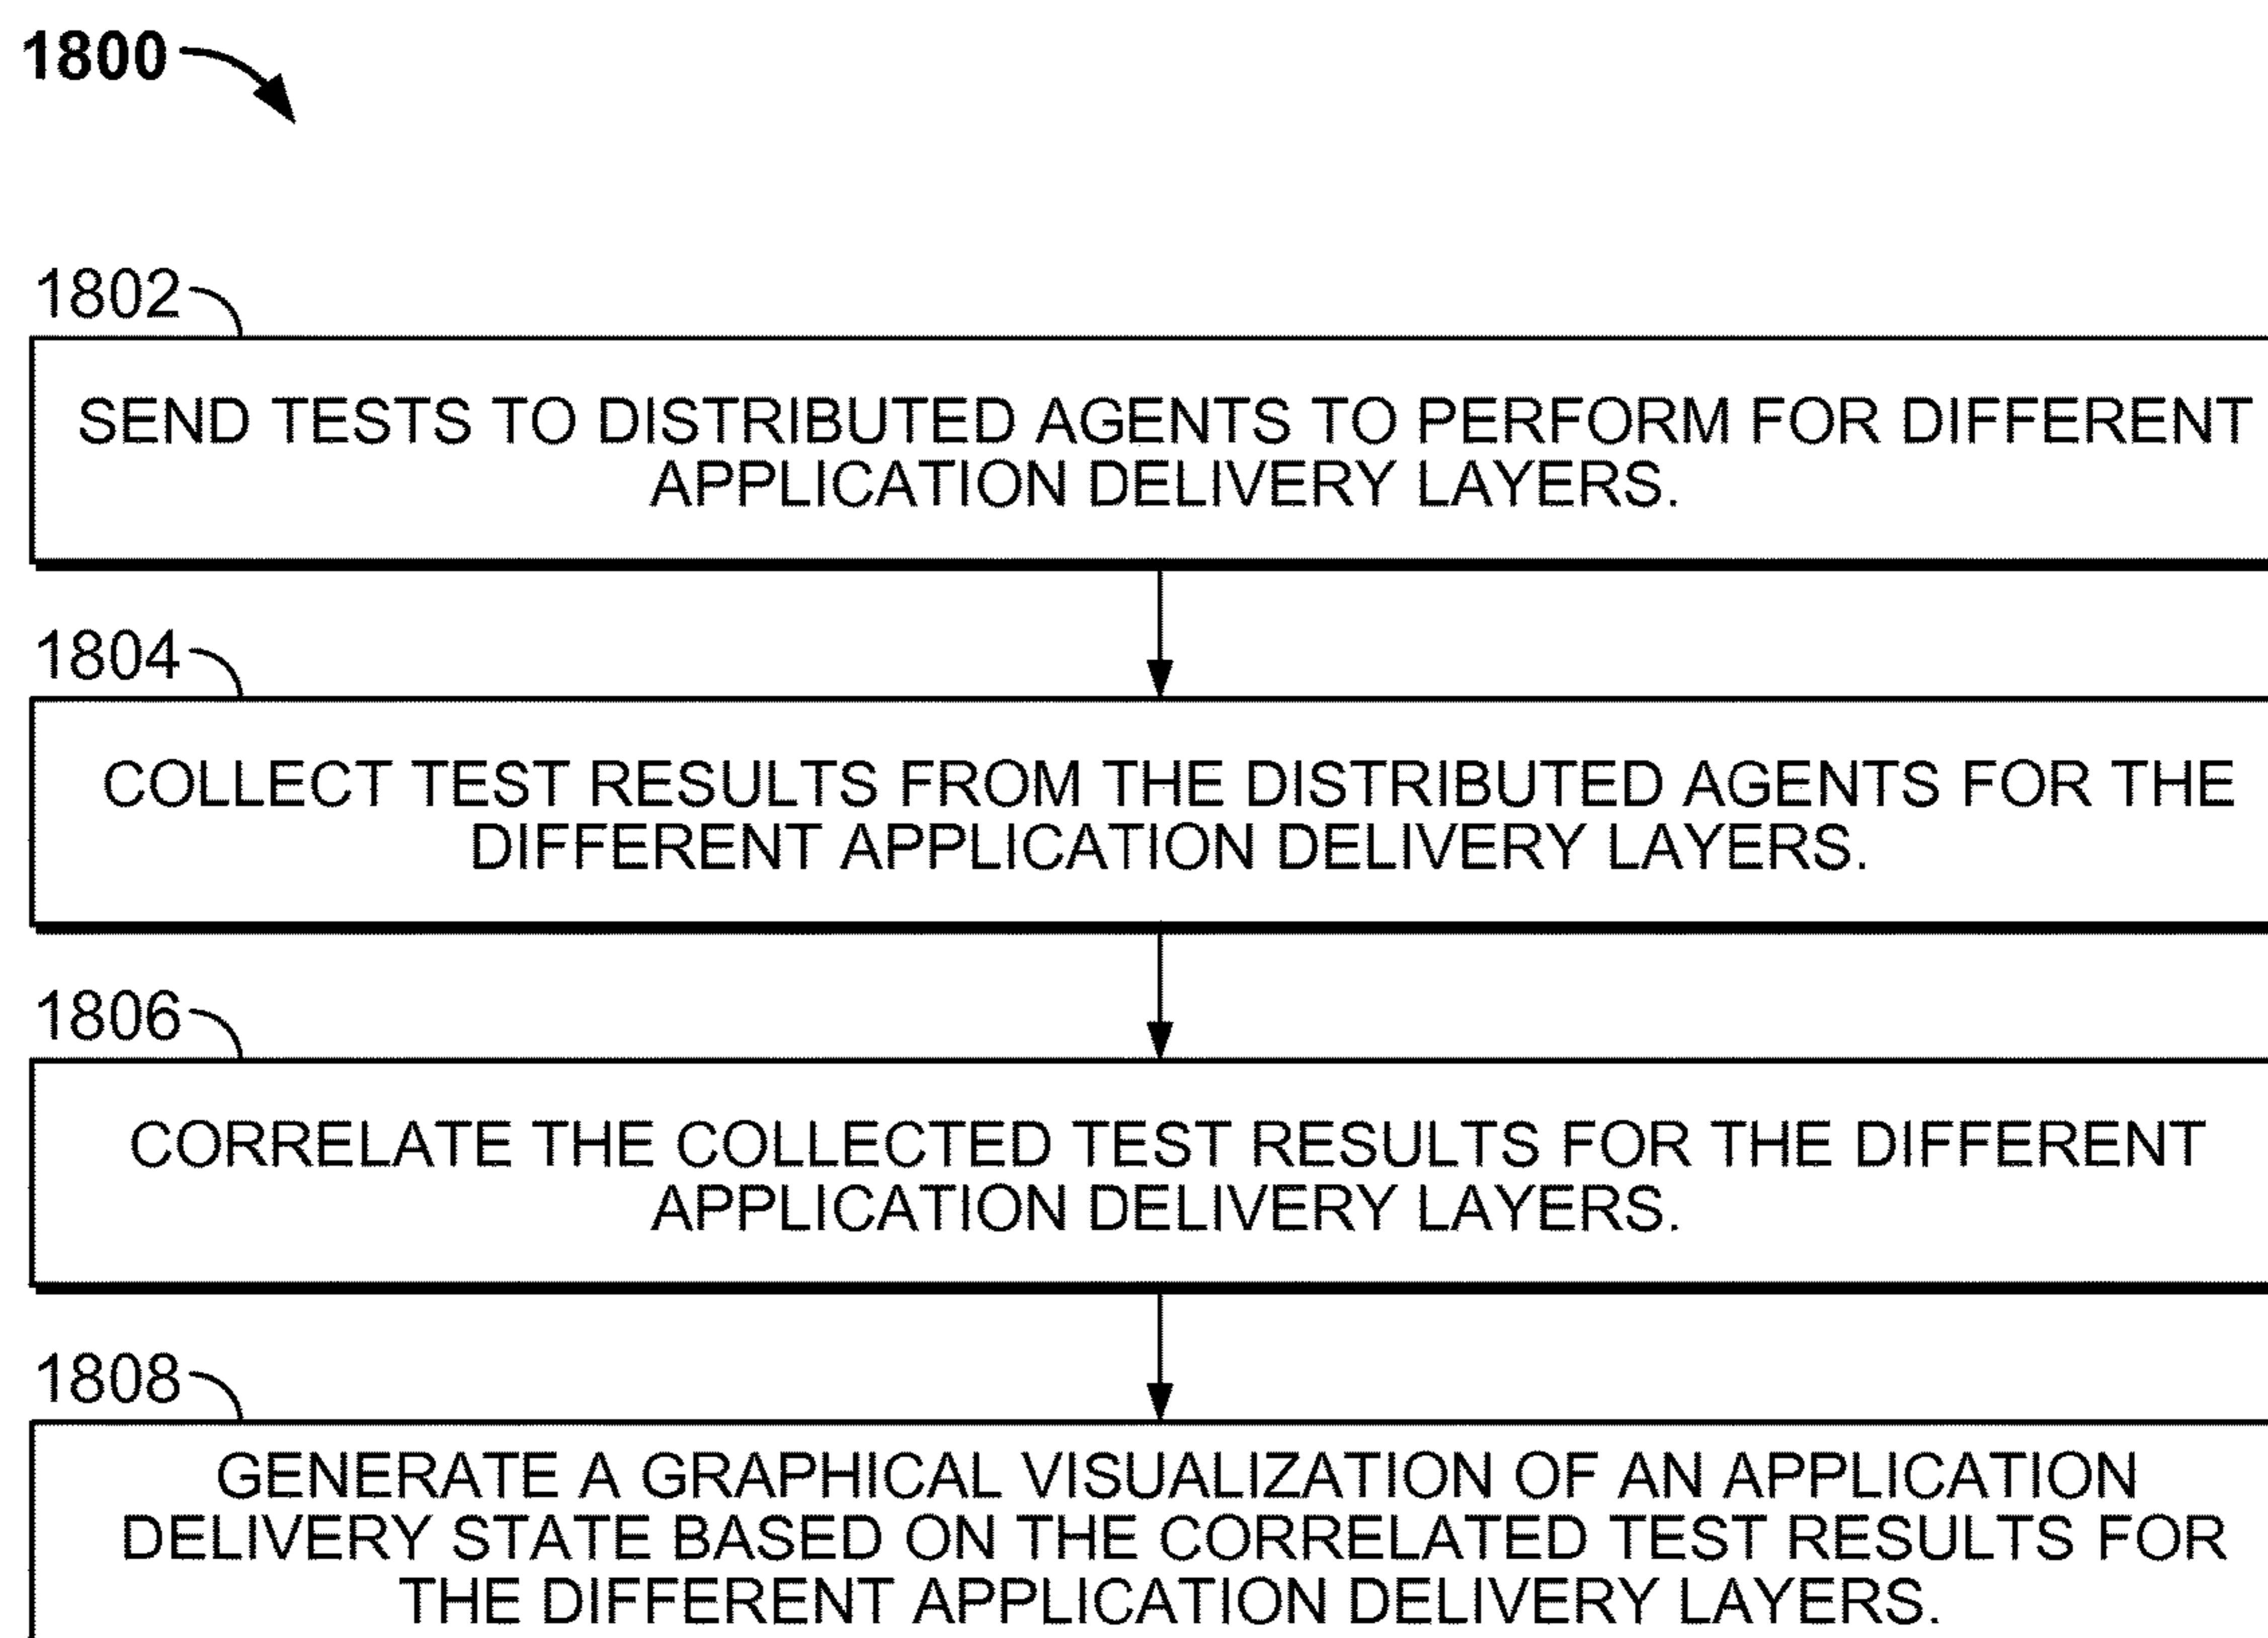 1800
1802
SEND TESTS TO DISTRIBUTED AGENTS TO PERFORM FOR DIFFERENT
APPLICATION DELIVERY LAYERS.
1804
COLLECT TEST RESULTS FROM THE DISTRIBUTED AGENTS FOR THE
DIFFERENT APPLICATION DELIVERY LAYERS.
1806
CORRELATE THE COLLECTED TEST RESULTS FOR THE DIFFERENT
APPLICATION DELIVERY LAYERS.
1808
GENERATE A GRAPHICAL VISUALIZATION OF AN APPLICATION
DELIVERY STATE BASED ON THE CORRELATED TEST RESULTS FOR
THE DIFFERENT APPLICATION DELIVERY LAYERS.